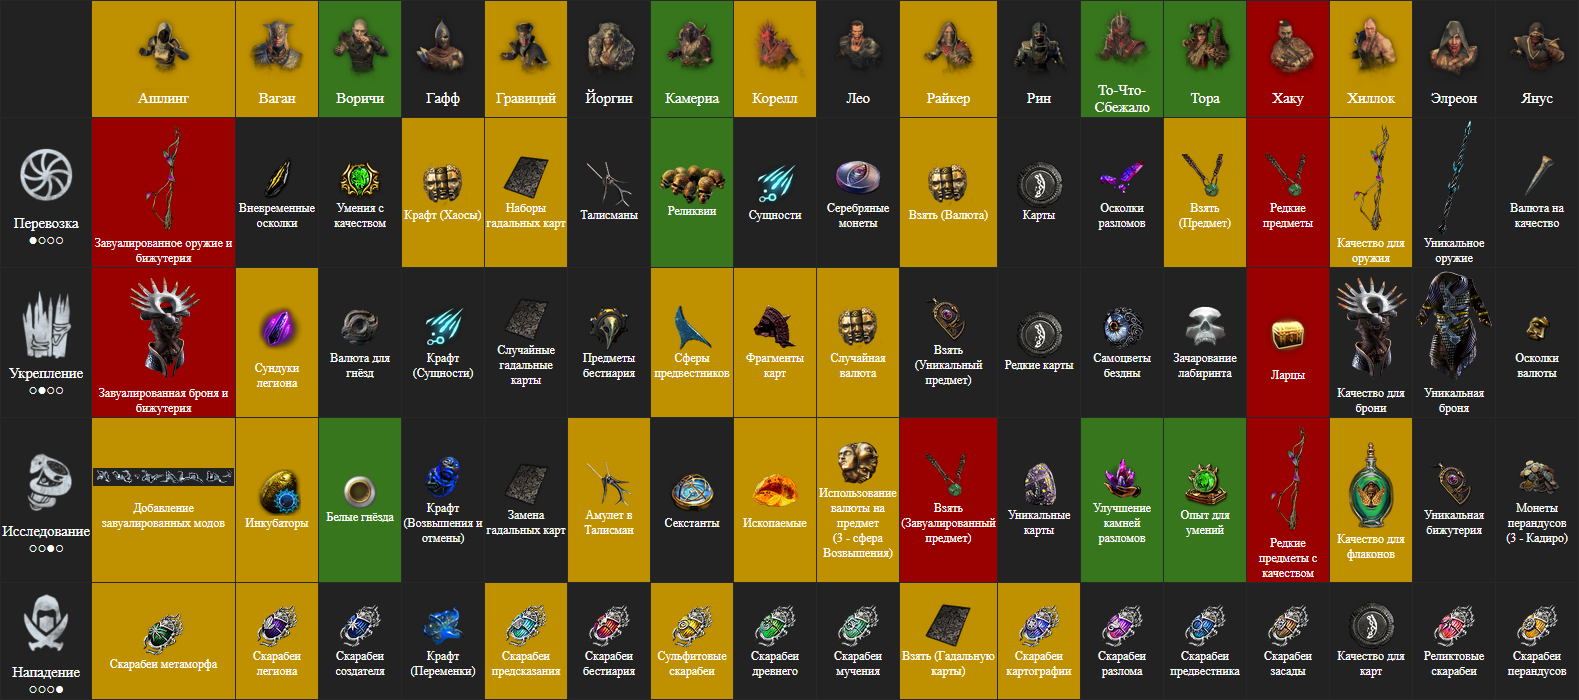 Ашлинг
Ваган
Воричи
Гафф
Гравиций
Йоргин
Камериа
Корелл
Лео
Райкер
Рин
То-Что-
Сбежало
Тора
Хаку
Хиллок
Элреон
Янус
Перевозка
Завуалированное оружие и
бижутерия
Вневременные
осколки
Умения с
качеством
Крафт (Хаосы)
Наборы
гадальных карт
Талисманы
Реликвии
Сущности
Серебряные
монеты
Взять (Валюта)
Карты
Осколки
разломов
Взять
(Предмет)
Редкие
предметы
Качество для
оружия
Уникальное
оружие
Валюта на
качество
Укрепление
Завуалированная броня и
бижутерия
Сундуки
легиона
Валюта для
гнёзд
Крафт
(Сущности)
Случайные
гадальные
карты
Предметы
бестиария
Сферы
предвестников
Фрагменты
карт
Случайная
валюта
Взять
(Уникальный
предмет)
Редкие карты
Самоцветы
бездны
Зачарование
лабиринта
Ларцы
Качество для
брони
Уникальная
броня
Осколки
валюты
Исследование
Добавление
завуалированных модов
Инкубаторы
Белые гнёзда
Крафт
(Возвышения и
отмены)
Замена
гадальных карт
Амулет в
Талисман
Секстанты
Ископаемые
Использование
валюты на
предмет
(3 - сфера
Возвышения)
Взять
(Завуалированный
предмет)
Уникальные
карты
Улучшение
камней
разломов
Опыт для
умений
Редкие
предметы с
качеством
Качество для
флаконов
Уникальная
бижутерия
Монеты
перандусов
(3 - Кадиро)
Нападение
Скарабеи метаморфа
Скарабеи
легиона
Скарабеи
создателя
Крафт
(Переменки)
Скарабеи
предсказания
Скарабеи
бестиария
Сульфитовые
скарабеи
Скарабеи
древнего
Скарабеи
мучения
Взять (Гадальную
карты)
Скарабеи
картографии
Скарабеи
разлома
Скарабеи
предвестника
Скарабеи
засады
Качество для
карт
Реликтовые
скарабеи
Скарабеи
перандусов